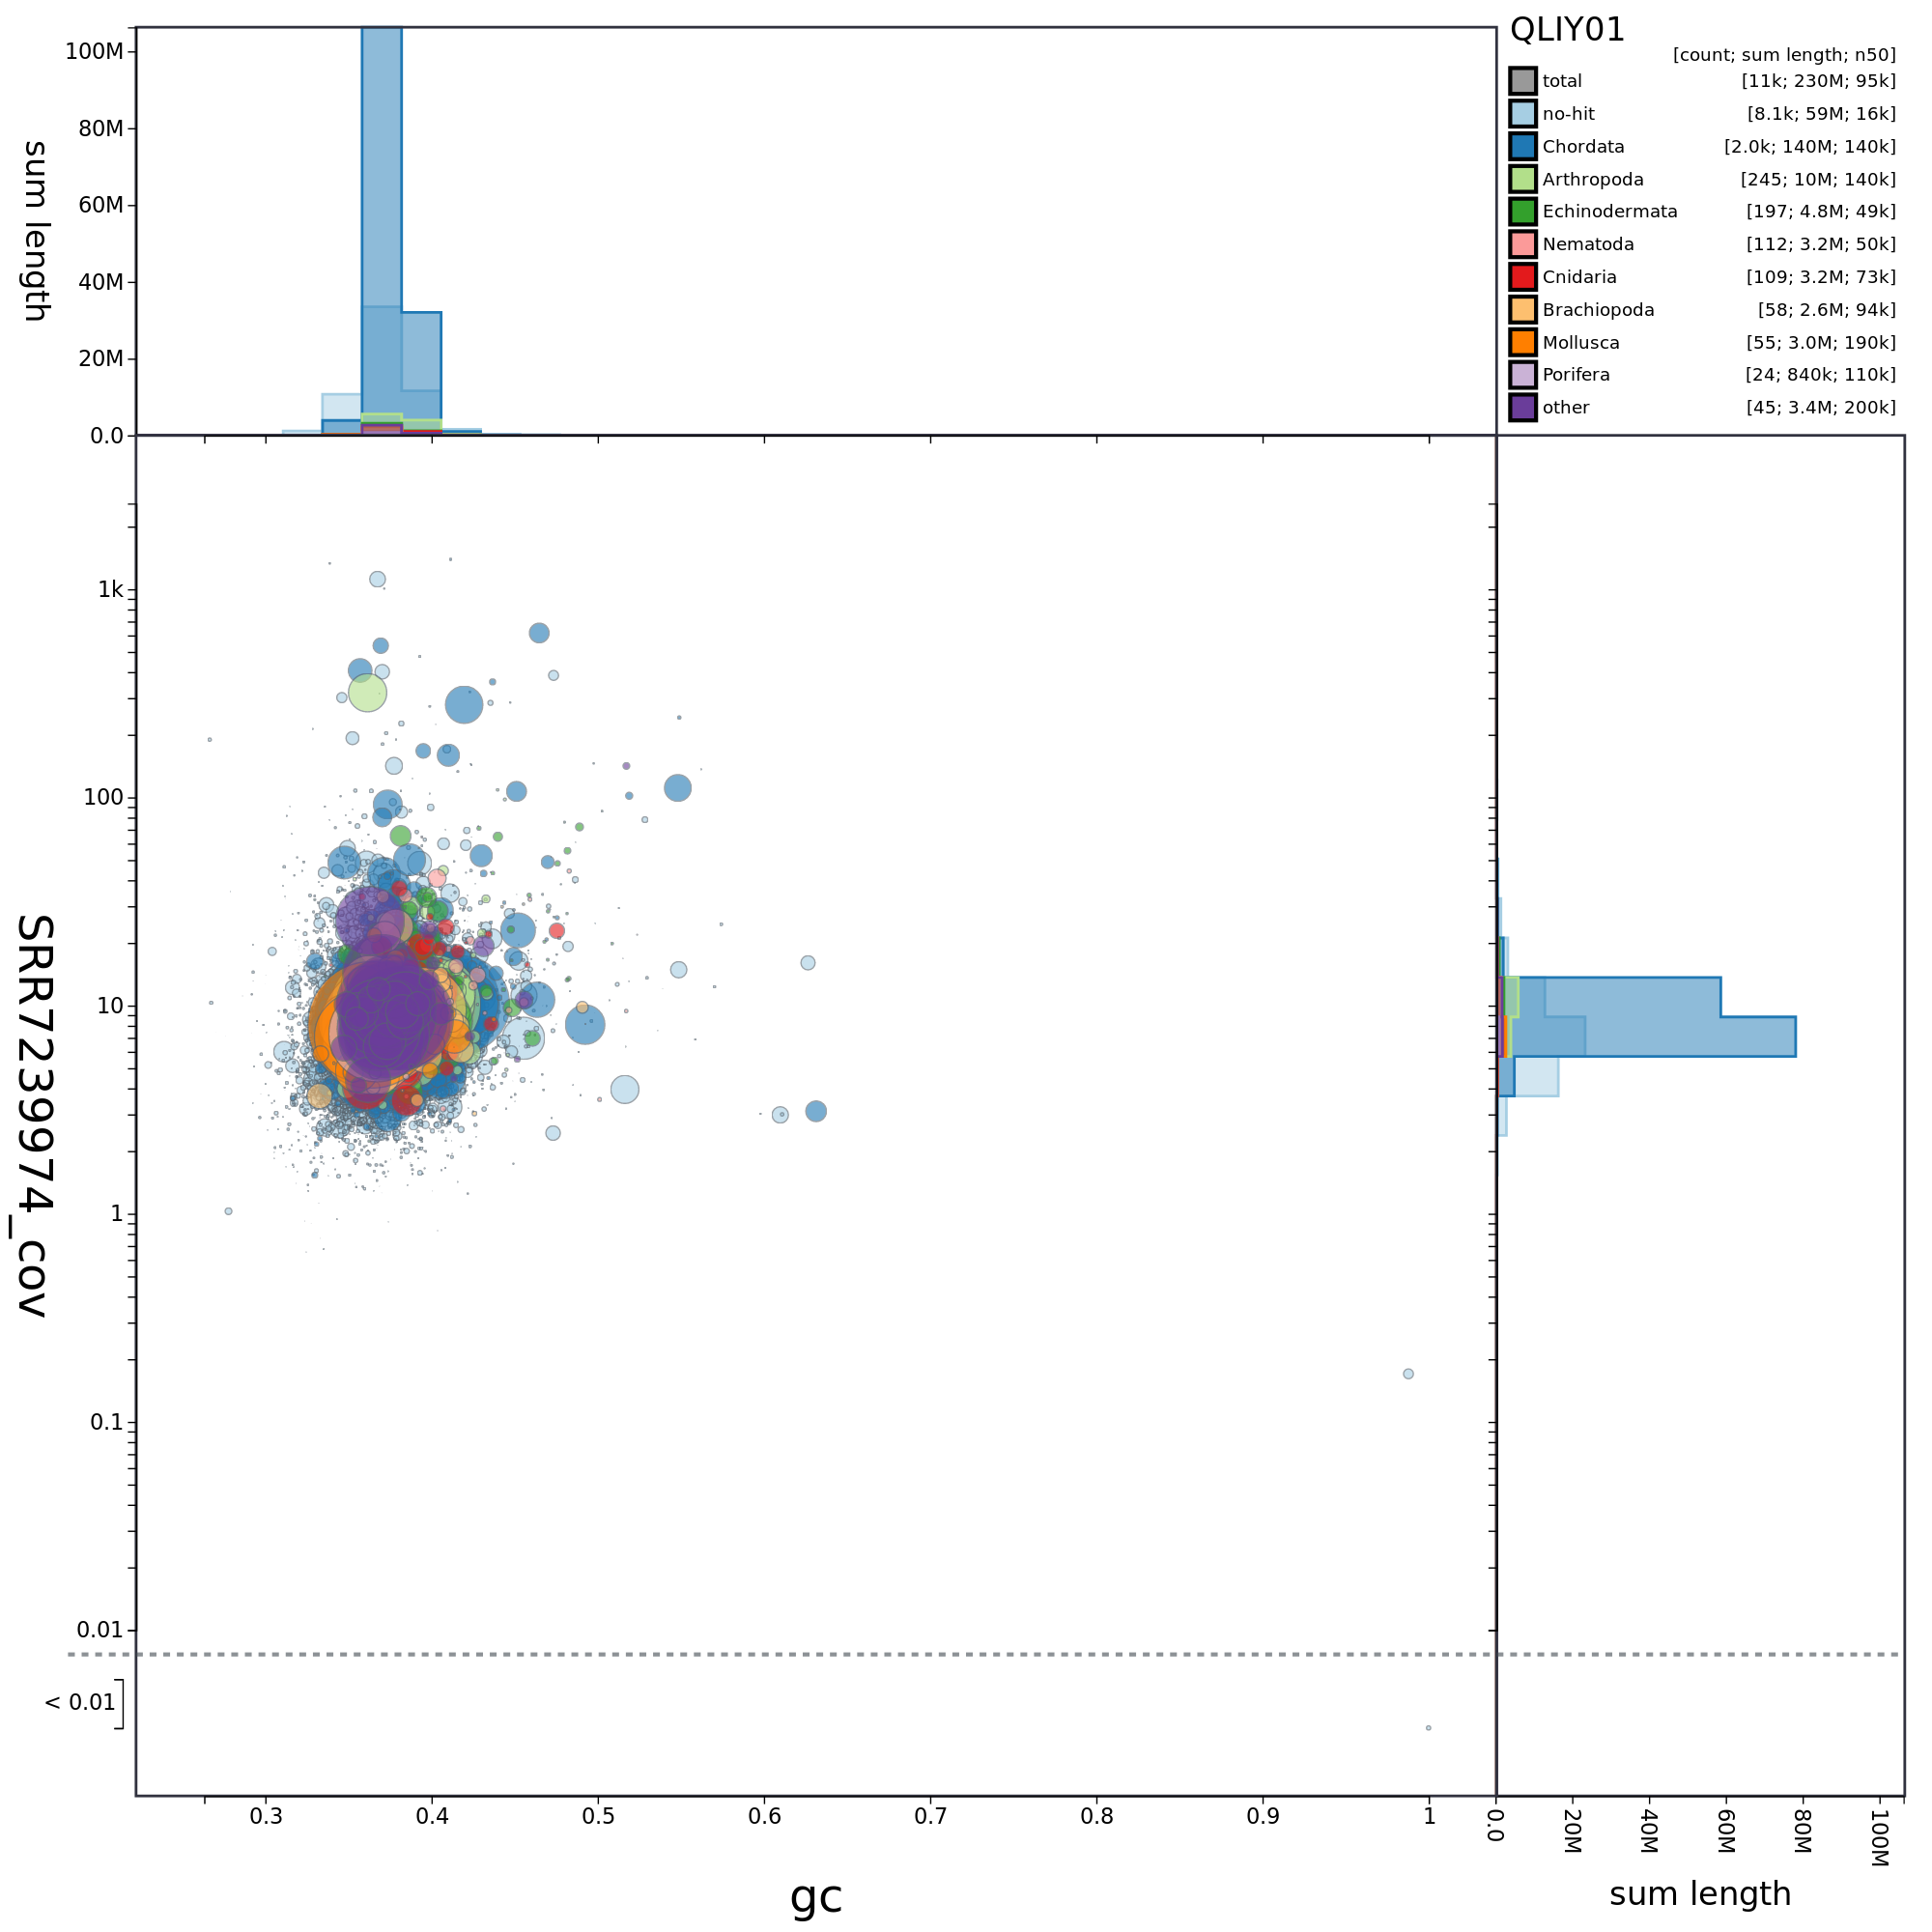 QLIY01
[count; sum length; n50]
total [11k; 230M; 95k]
no-hit [8.1k; 59M; 16k]
Chordata [2.0k; 140M; 140k]
Arthropoda [245; 10M; 140k]
Echinodermata [197; 4.8M; 49k]
Nematoda [112; 3.2M; 50k]
Cnidaria [109; 3.2M; 73k]
Brachiopoda [58; 2.6M; 94k]
Mollusca [55; 3.0M; 190k]
Porifera [24; 840k; 110k]
other [45; 3.4M; 200k]
sum length
100M
80M
60M
40M
20M
0.0
SRR7239974_cov
1k
100
10
1
0.1
0.01
< 0.01
0.3 0.4 0.5 0.6 0.7 0.8 0.9 1
gc
0.0 20M 40M 60M 80M 100M
sum length